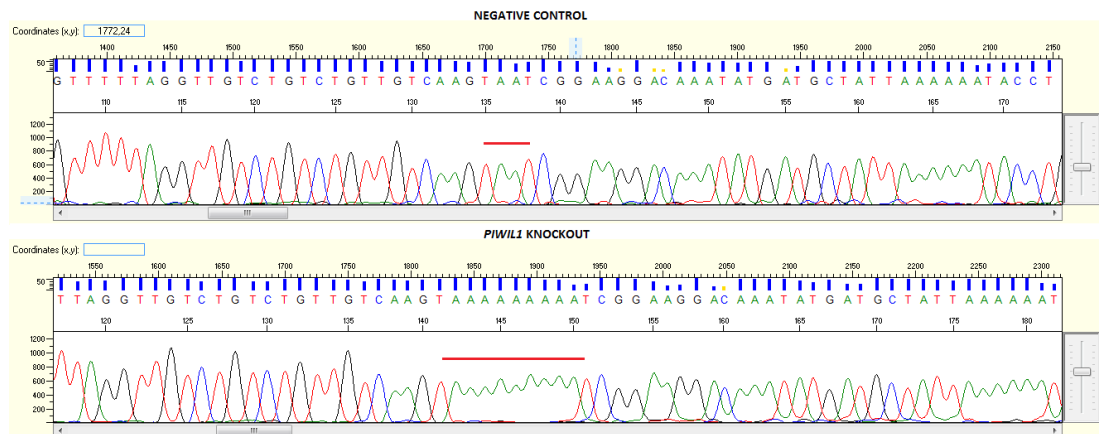 NEGATIVE CONTROL
Coordinates (x,y): 1772,24
1400 1450 1500 1550 1600 1650 1700 1750 1800 1850 1900 1950 2000 2050 2100 2150
50
G T T T T T A G G T T G T C T G T C T G T T G T C A A G T A A T C G G A A G G A C A A A T A T G A T G C T A T T A A A A A A T A C C T
110 115 120 125 130 135 140 145 150 155 160 165 170
1200
1000
800
600
400
200
PIWIL1 KNOCKOUT
Coordinates (x,y):
1550 1600 1650 1700 1750 1800 1850 1900 1950 2000 2050 2100 2150 2200 2250 2300
50
T T A G G T T G T C T G T C T G T T G T C A A G T A A A A A A A A A T C G G A A G G A C A A A T A T G A T G C T A T T A A A A A A T
120 125 130 135 140 145 150 155 160 165 170 175 180
1200
1000
800
600
400
200